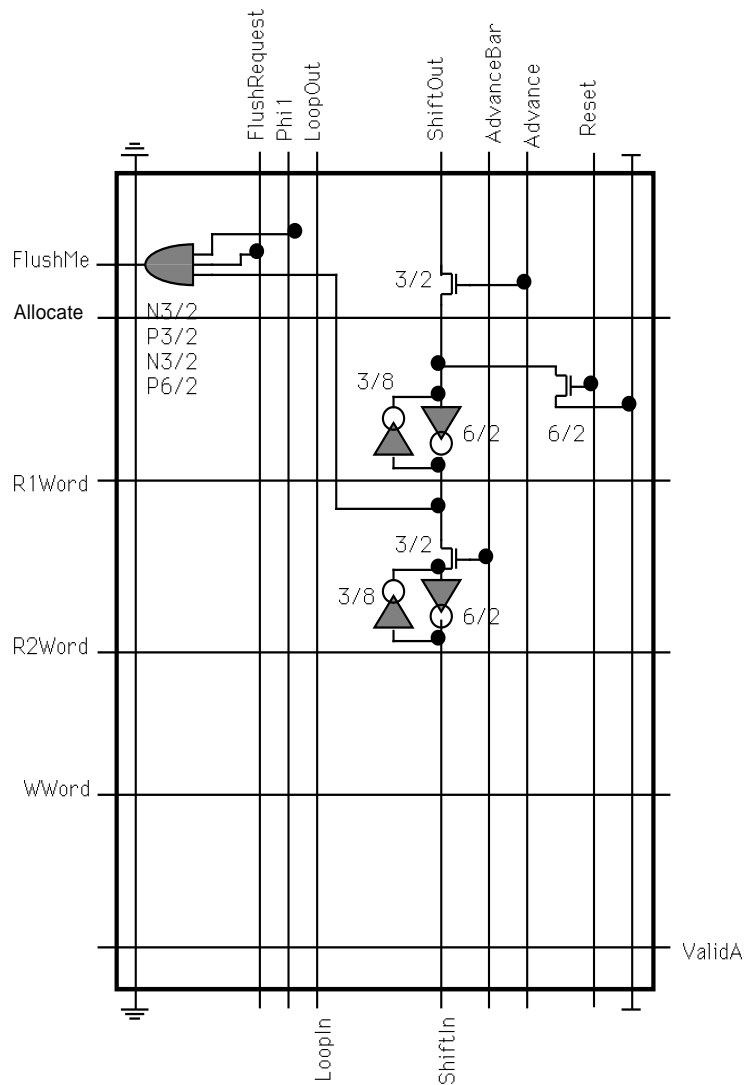 FlushRequest
Phi1
LoopOut
ShiftOut
AdvanceBar
Advance
Reset
FlushMe
3/2
Allocate
N3/2
P3/2
N3/2
P6/2
3/8
6/2
6/2
R1Word
3/2
3/8
6/2
R2Word
WWord
ValidA
LoopIn
ShiftIn